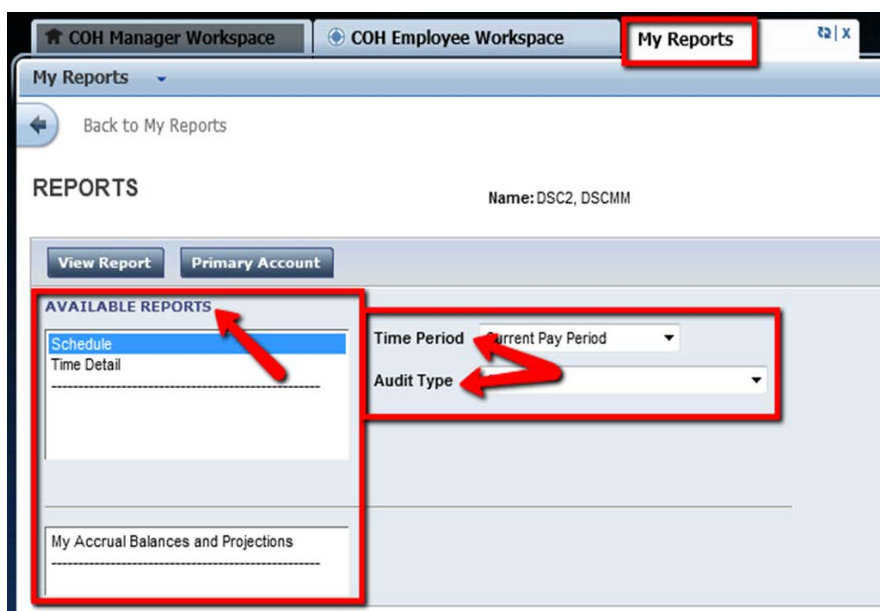 COH Manager Workspace COH Employee Workspace My Reports X
My Reports
Back to My Reports
REPORTS
Name: DSC2, DSCMM
View Report Primary Account
AVAILABLE REPORTS
Schedule
Time Detail
Time Period Current Pay Period
Audit Type
My Accrual Balances and Projections